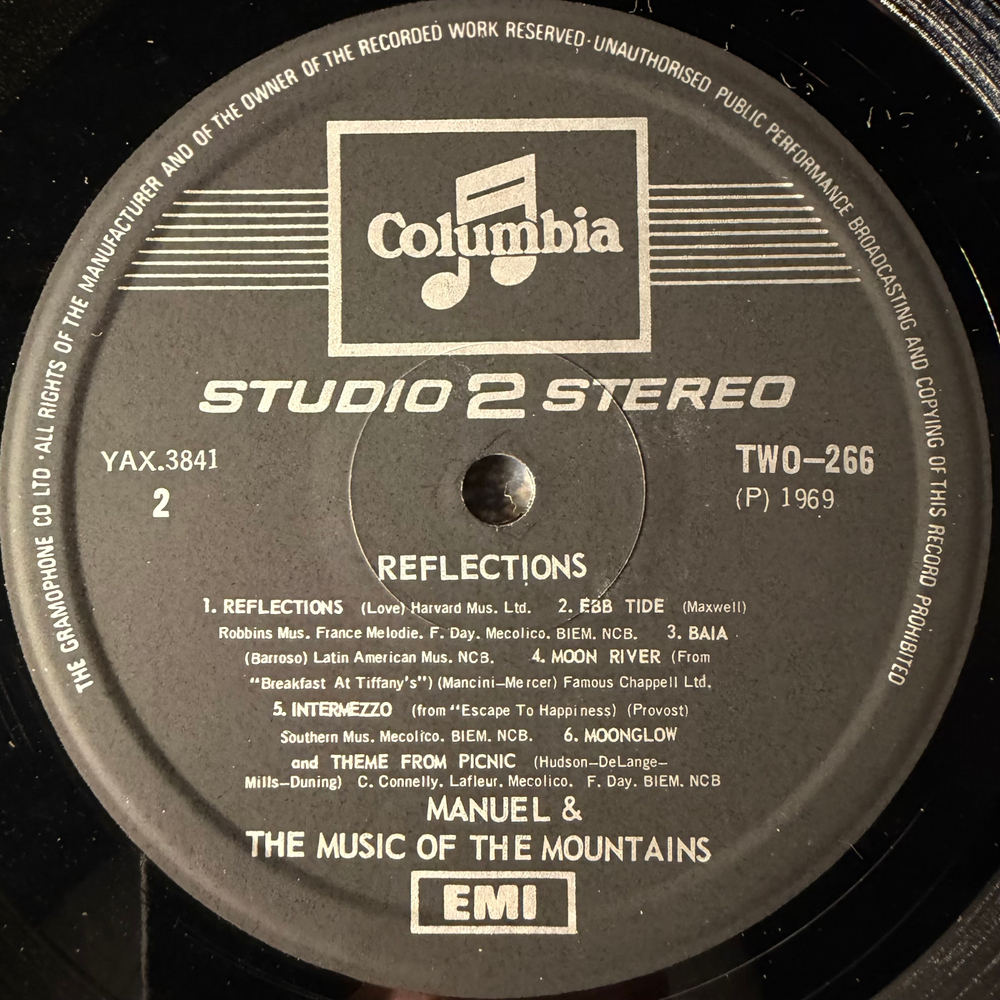 THE GRAMOPHONE CO LTD · ALL RIGHTS OF THE MANUFACTURER AND OF THE OWNER OF THE RECORDED WORK RESERVED · UNAUTHORISED PUBLIC PERFORMANCE BROADCASTING AND COPYING OF THIS RECORD PROHIBITED
Columbia
STUDIO 2 STEREO
YAX.3841
2
TWO-266
(P) 1969
REFLECTIONS
1. REFLECTIONS (Love) Harvard Mus. Ltd. 2. EBB TIDE (Maxwell)
Robbins Mus. France Melodie. F. Day. Mecolico. BIEM. NCB. 3. BAIA
(Barroso) Latin American Mus. NCB. 4. MOON RIVER (From
"Breakfast At Tiffany's") (Mancini-Mercer) Famous Chappell Ltd.
5. INTERMEZZO (from "Escape To Happiness) (Provost)
Southern Mus. Mecolico. BIEM. NCB. 6. MOONGLOW
and THEME FROM PICNIC (Hudson-DeLange-
Mills-Duning) C. Connelly. Lafleur. Mecolico. F. Day. BIEM. NCB
MANUEL &
THE MUSIC OF THE MOUNTAINS
EMI